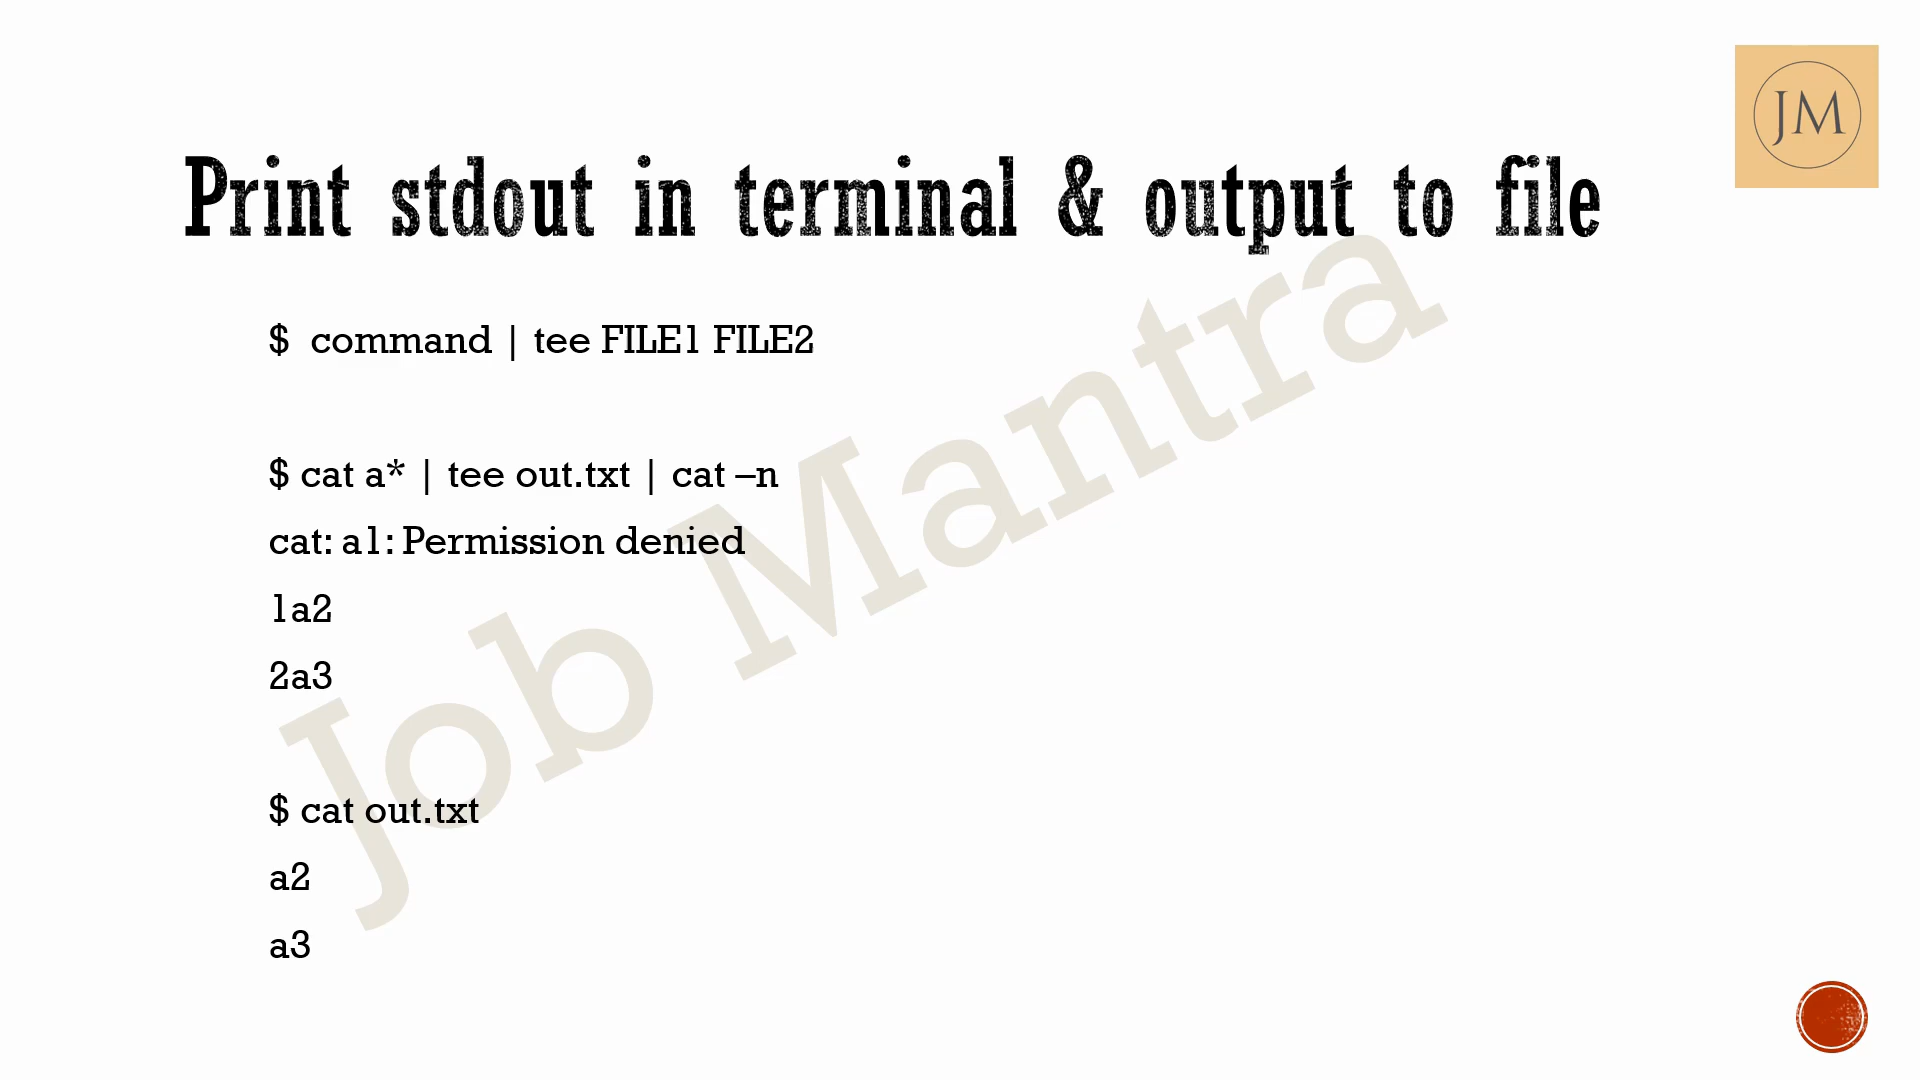 JM
Print stdout in terminal & output to file
$ command | tee FILE1 FILE2
$ cat a* | tee out.txt | cat –n
cat: a1: Permission denied
1a2
2a3
$ cat out.txt
a2
a3
Job Mantra